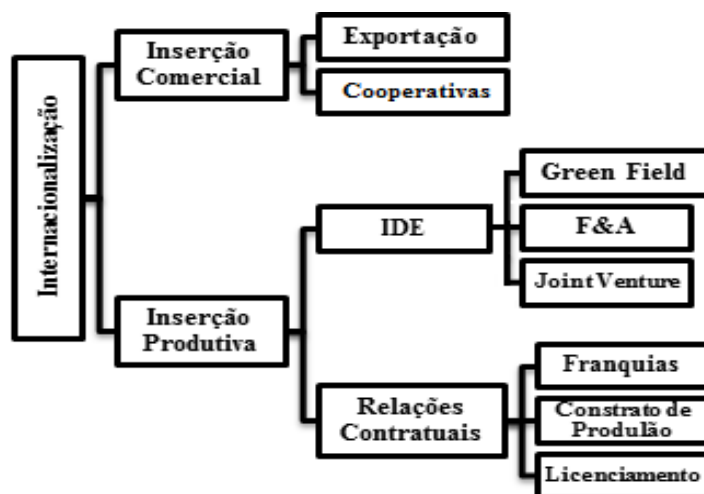 Internacionalização
Inserção
Comercial
Exportação
Cooperativas
Inserção
Produtiva
IDE
Green Field
F&A
Joint Venture
Relações
Contratuais
Franquias
Constrato de
Produlão
Licenciamento